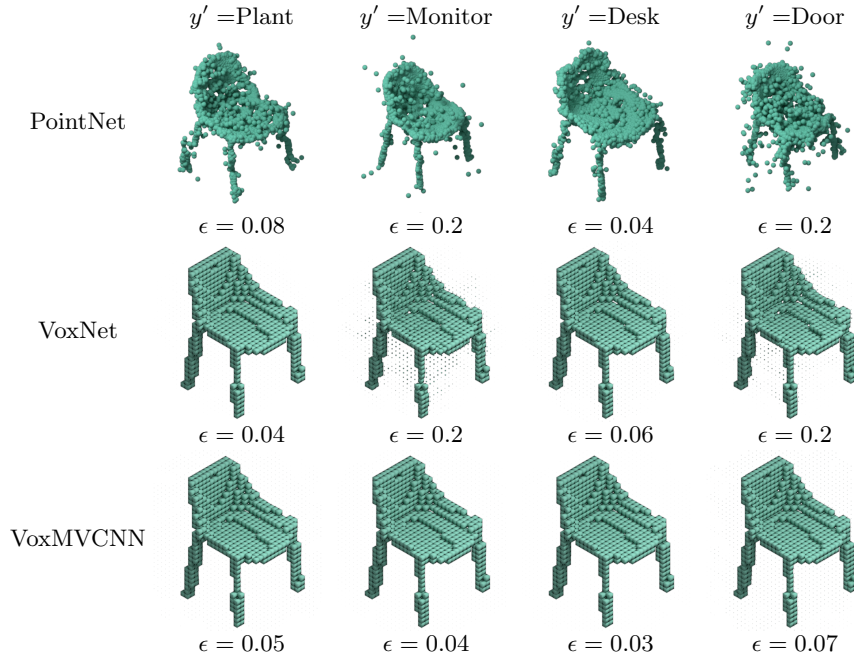 y′ =Plant y′ =Monitor y′ =Desk y′ =Door
PointNet
ϵ = 0.08 ϵ = 0.2 ϵ = 0.04 ϵ = 0.2
VoxNet
ϵ = 0.04 ϵ = 0.2 ϵ = 0.06 ϵ = 0.2
VoxMVCNN
ϵ = 0.05 ϵ = 0.04 ϵ = 0.03 ϵ = 0.07